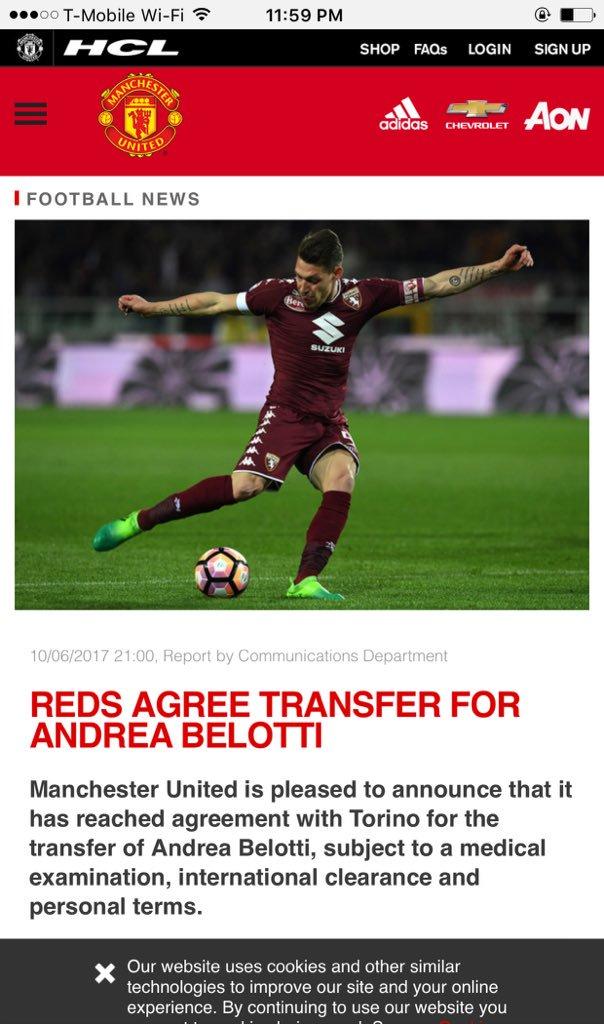 T-Mobile Wi-Fi 11:59 PM
HCL SHOP FAQs LOGIN SIGN UP
MANCHESTER
UNITED
adidas CHEVROLET AON
FOOTBALL NEWS
SUZUKI
10/06/2017 21:00, Report by Communications Department
REDS AGREE TRANSFER FOR
ANDREA BELOTTI
Manchester United is pleased to announce that it
has reached agreement with Torino for the
transfer of Andrea Belotti, subject to a medical
examination, international clearance and
personal terms.
Our website uses cookies and other similar
technologies to improve our site and your online
experience. By continuing to use our website you